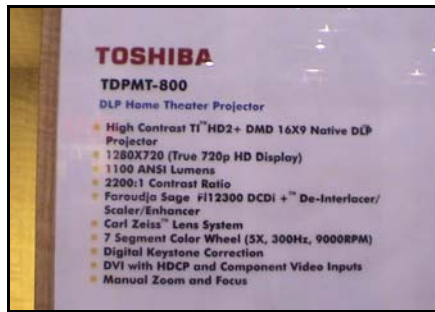 TOSHIBA
TDPMT-800
DLP Home Theater Projector
High Contrast TI™HD2+ DMD 16X9 Native DLP
Projector
1280X720 (True 720p HD Display)
1100 ANSI Lumens
2200:1 Contrast Ratio
Faroudja Sage Fl12300 DCDi +™ De-Interlacer/
Scaler/Enhancer
Carl Zeiss™ Lens System
7 Segment Color Wheel (5X, 300Hz, 9000RPM)
Digital Keystone Correction
DVI with HDCP and Component Video Inputs
Manual Zoom and Focus